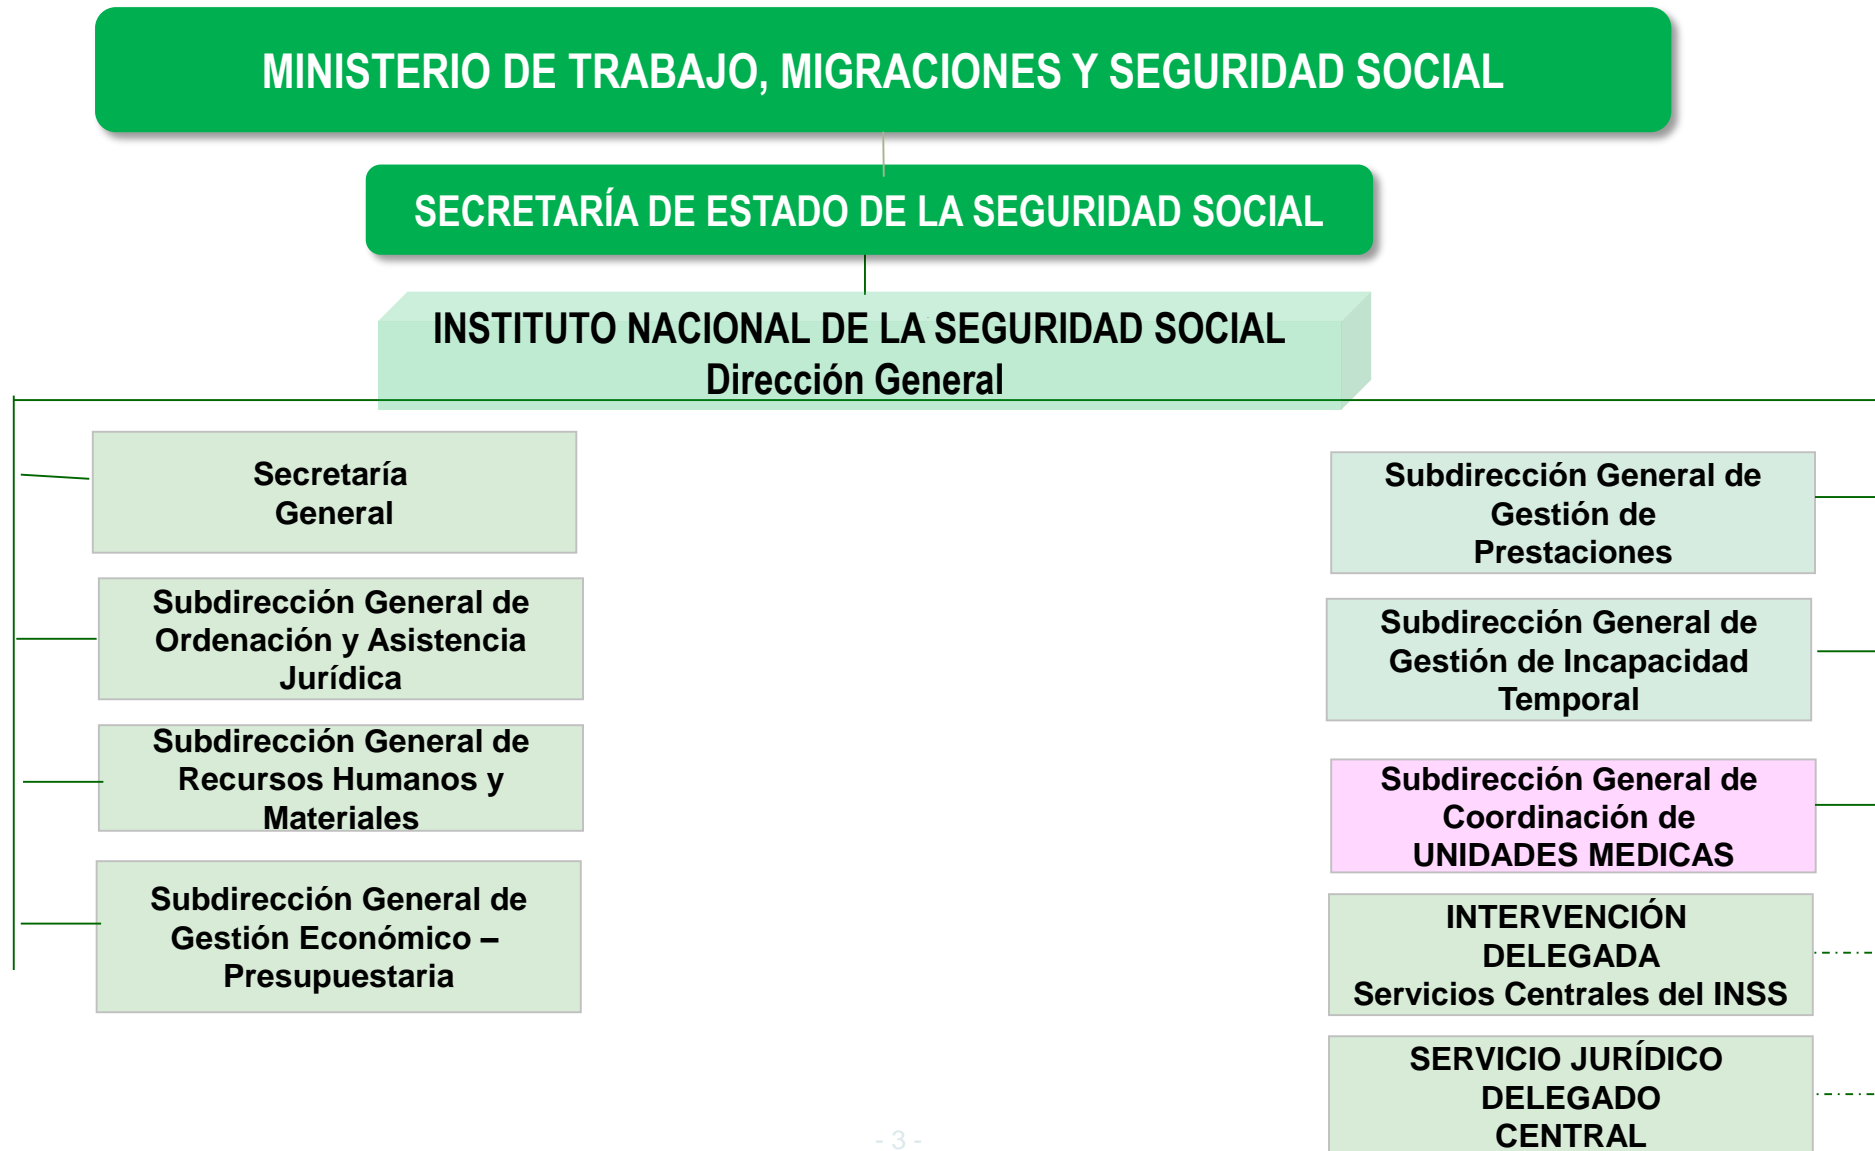 MINISTERIO DE TRABAJO, MIGRACIONES Y SEGURIDAD SOCIAL
SECRETARÍA DE ESTADO DE LA SEGURIDAD SOCIAL
INSTITUTO NACIONAL DE LA SEGURIDAD SOCIAL
Dirección General
Secretaría
General
Subdirección General de
Ordenación y Asistencia
Jurídica
Subdirección General de
Recursos Humanos y
Materiales
Subdirección General de
Gestión Económico –
Presupuestaria
Subdirección General de
Gestión de
Prestaciones
Subdirección General de
Gestión de Incapacidad
Temporal
Subdirección General de
Coordinación de
UNIDADES MEDICAS
INTERVENCIÓN
DELEGADA
Servicios Centrales del INSS
SERVICIO JURÍDICO
DELEGADO
CENTRAL
- 3 -